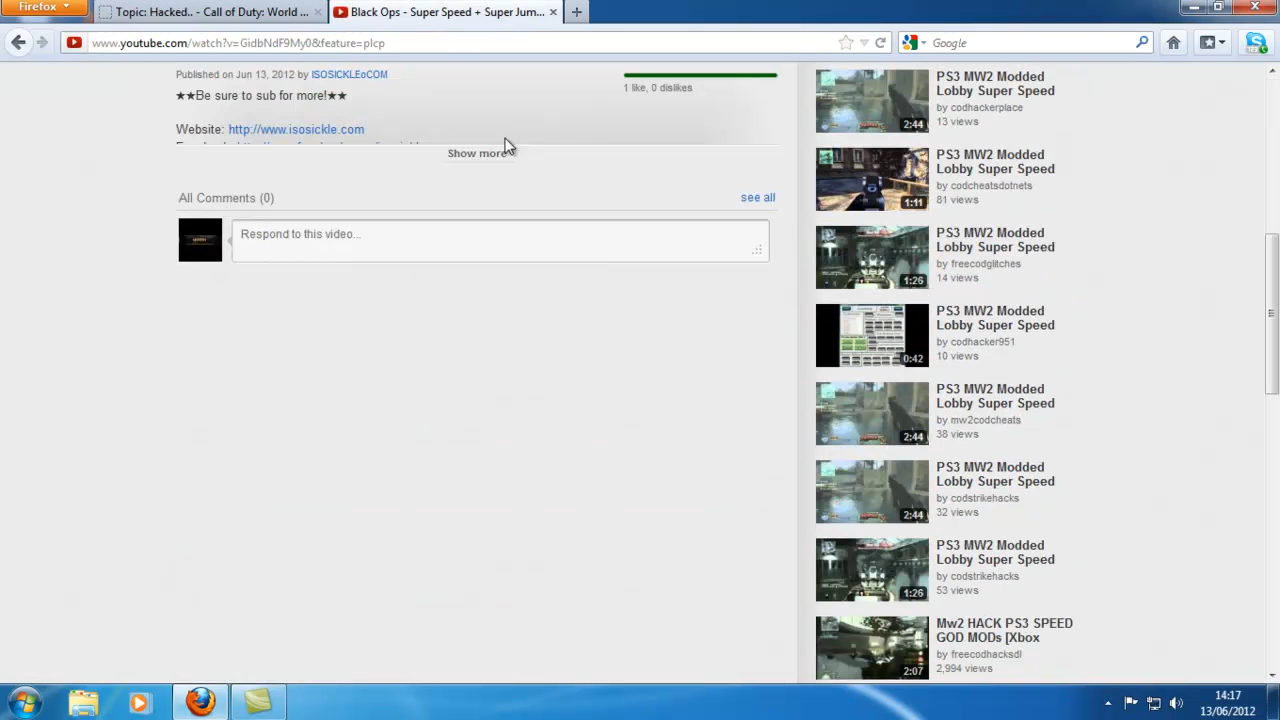 Firefox
Topic: Hacked.. - Call of Duty: World ...
Black Ops - Super Speed + Super Jum...
www.youtube.com/watch?v=GidbNdF9My0&feature=plcp
Google
Published on Jun 13, 2012 by ISOSICKLEoCOM
★★Be sure to sub for more!★★
1 like, 0 dislikes
Website: http://www.isosickle.com
Show more
All Comments (0)
see all
Respond to this video...
PS3 MW2 Modded
Lobby Super Speed
by codhackerplace
13 views
2:44
PS3 MW2 Modded
Lobby Super Speed
by codcheatsdotnets
81 views
1:11
PS3 MW2 Modded
Lobby Super Speed
by freecodglitches
14 views
1:26
PS3 MW2 Modded
Lobby Super Speed
by codhacker951
10 views
0:42
PS3 MW2 Modded
Lobby Super Speed
by mw2codcheats
38 views
2:44
PS3 MW2 Modded
Lobby Super Speed
by codstrikehacks
32 views
2:44
PS3 MW2 Modded
Lobby Super Speed
by codstrikehacks
53 views
1:26
Mw2 HACK PS3 SPEED
GOD MODs [Xbox
by freecodhacksdl
2,994 views
2:07
14:17
13/06/2012